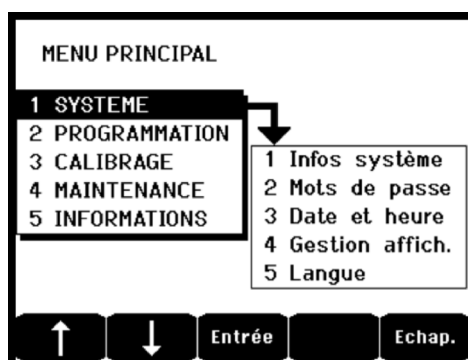 MENU PRINCIPAL
1 SYSTEME
2 PROGRAMMATION
3 CALIBRAGE
4 MAINTENANCE
5 INFORMATIONS
1 Infos système
2 Mots de passe
3 Date et heure
4 Gestion affich.
5 Langue
Entrée
Echap.